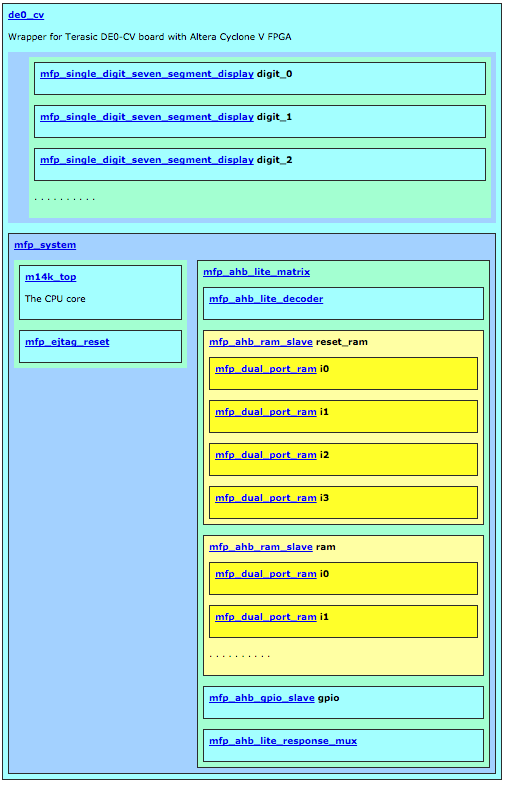 de0_cv
Wrapper for Terasic DE0-CV board with Altera Cyclone V FPGA
mfp_single_digit_seven_segment_display digit_0
mfp_single_digit_seven_segment_display digit_1
mfp_single_digit_seven_segment_display digit_2
. . . . . . . . . .
mfp_system
m14k_top
The CPU core
mfp_ejtag_reset
mfp_ahb_lite_matrix
mfp_ahb_lite_decoder
mfp_ahb_ram_slave reset_ram
mfp_dual_port_ram i0
mfp_dual_port_ram i1
mfp_dual_port_ram i2
mfp_dual_port_ram i3
mfp_ahb_ram_slave ram
mfp_dual_port_ram i0
mfp_dual_port_ram i1
. . . . . . . . . .
mfp_ahb_gpio_slave gpio
mfp_ahb_lite_response_mux